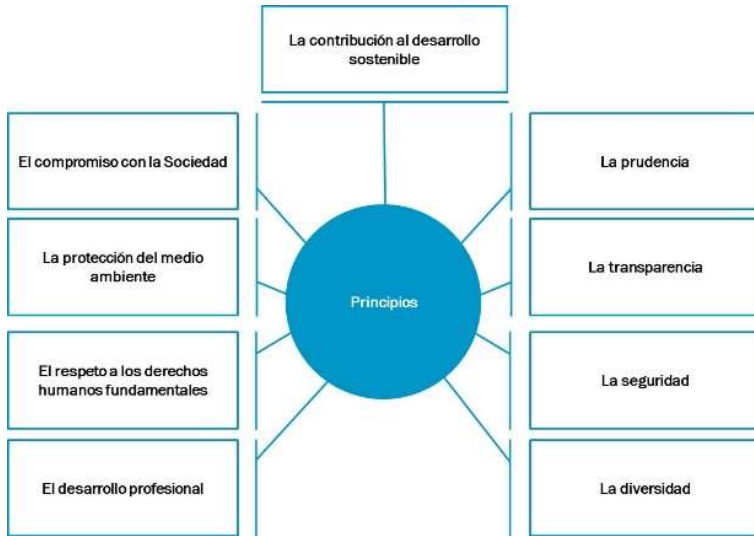 La contribución al desarrollo
sostenible
El compromiso con la Sociedad
La protección del medio
ambiente
El respeto a los derechos
humanos fundamentales
El desarrollo profesional
Principios
La prudencia
La transparencia
La seguridad
La diversidad